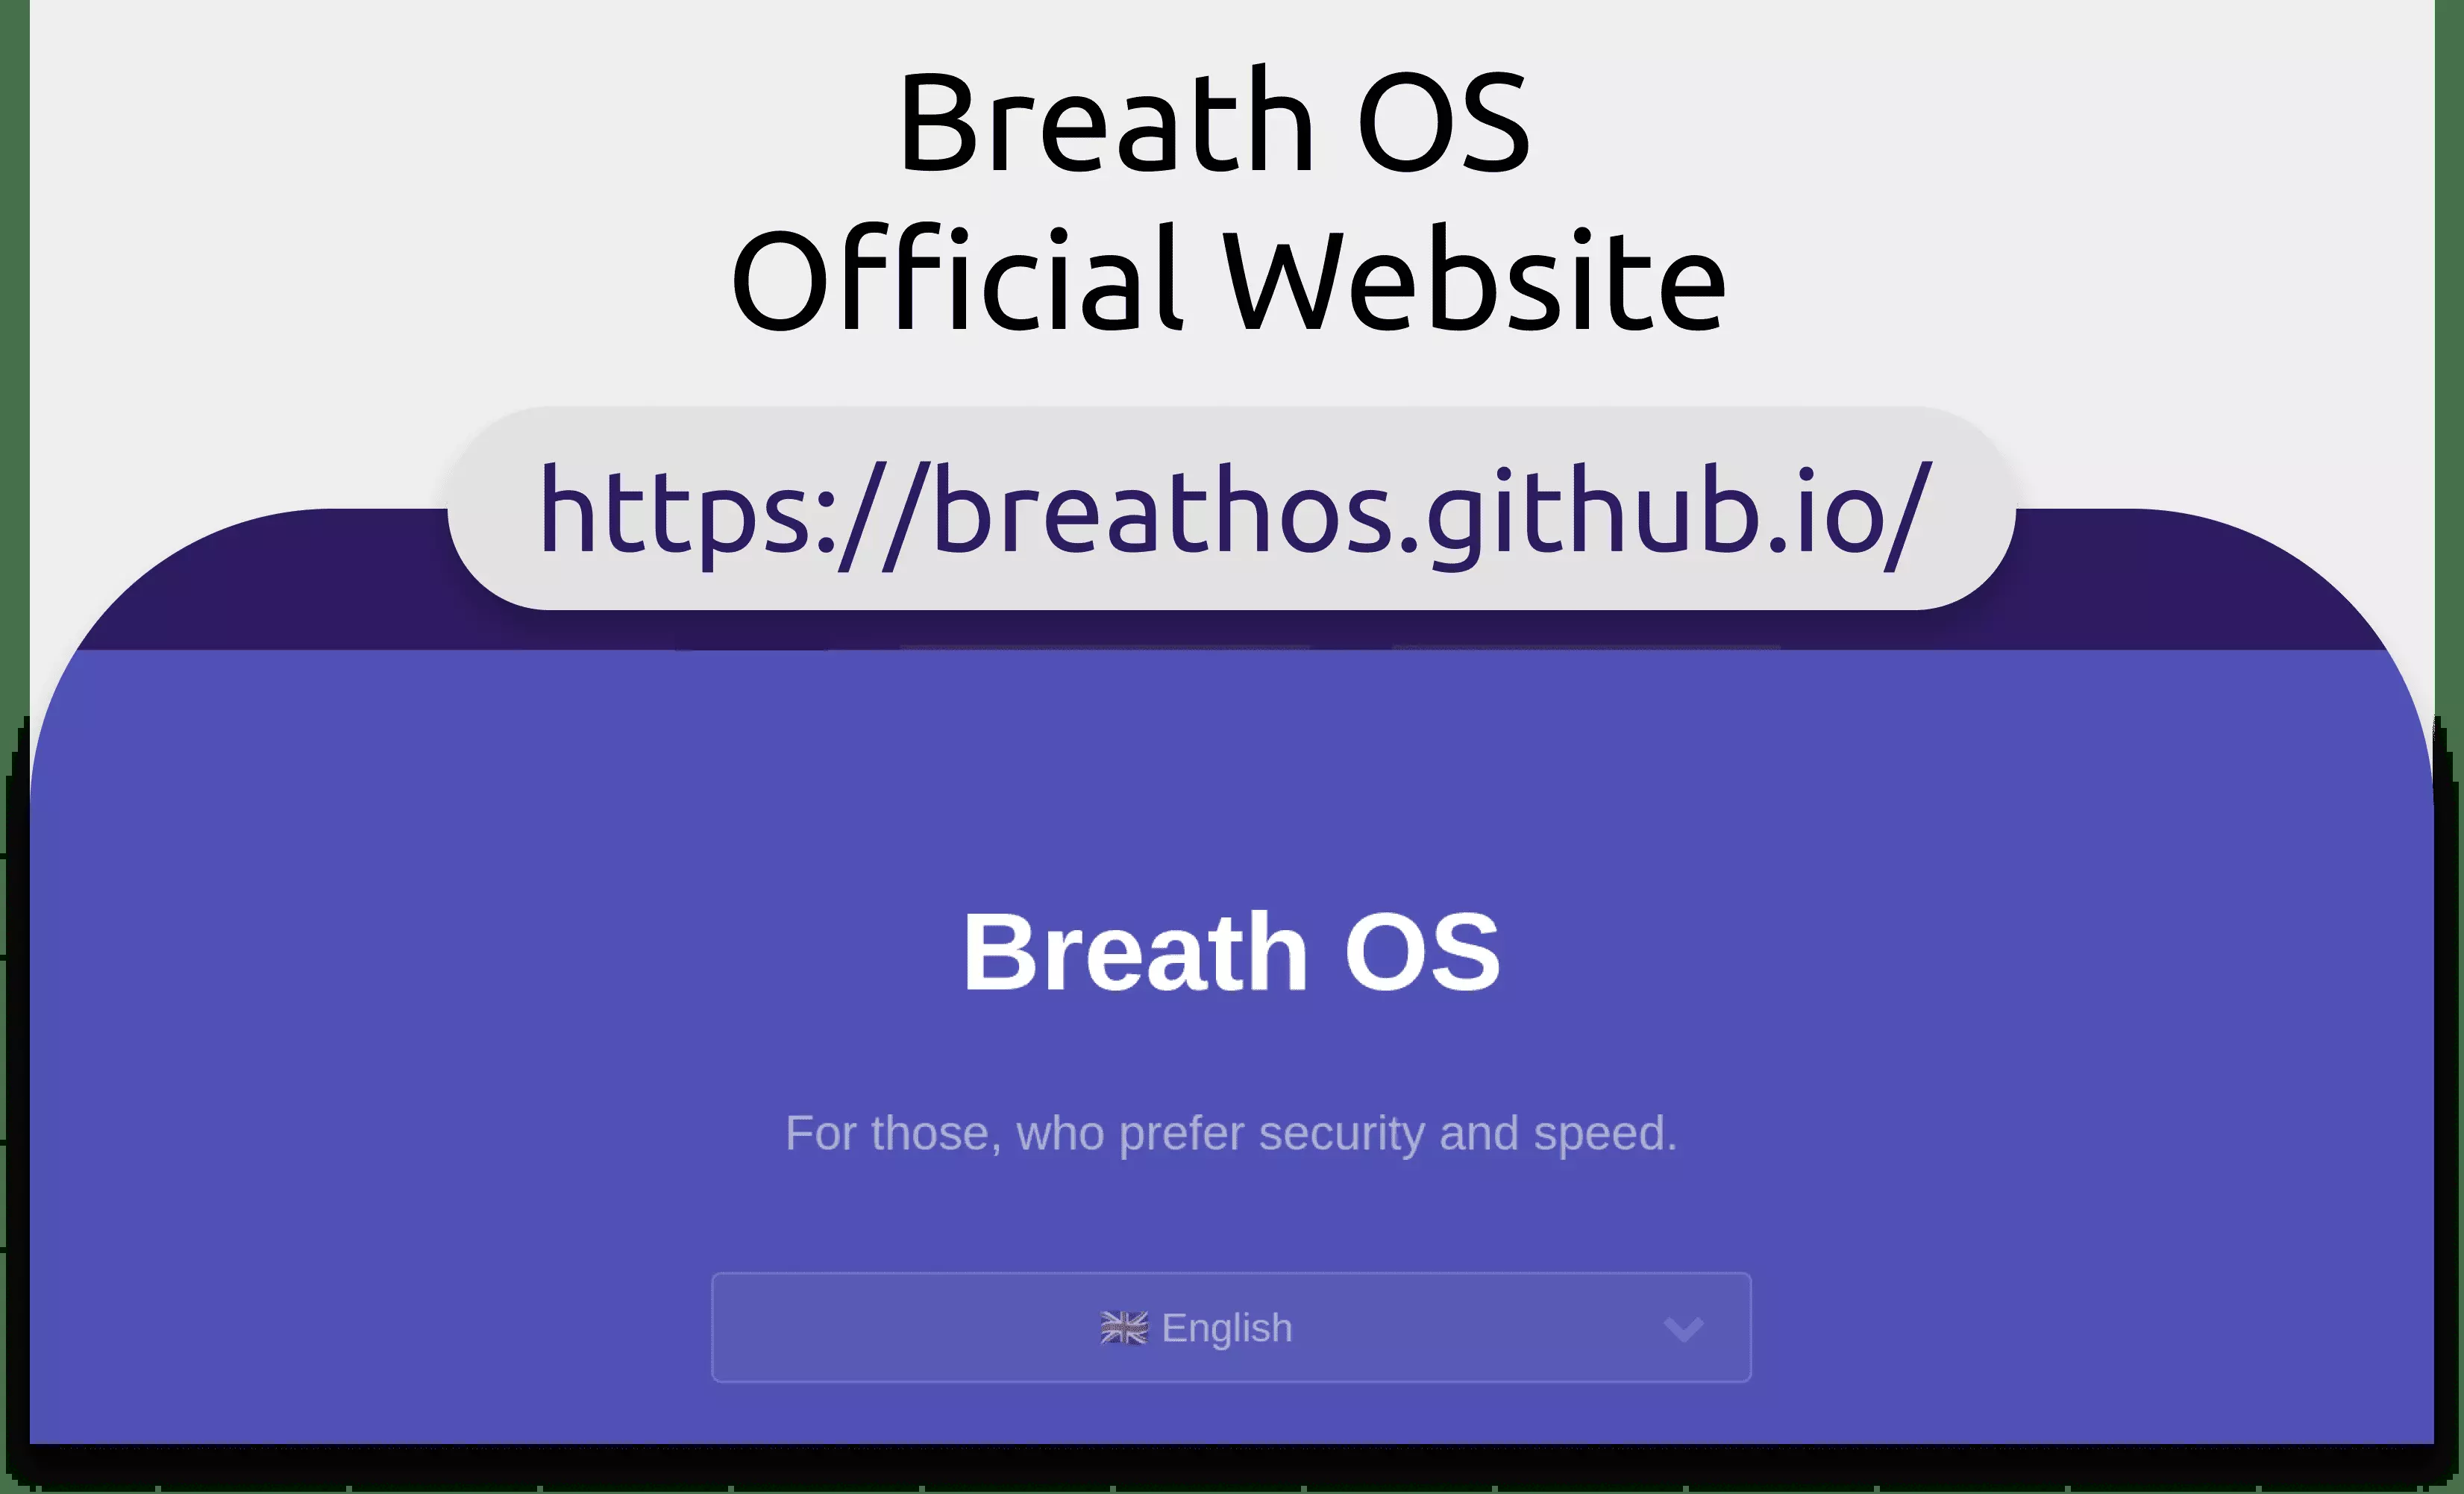 Breath OS
Official Website
https://breathos.github.io/
Breath OS
For those, who prefer security and speed.
English